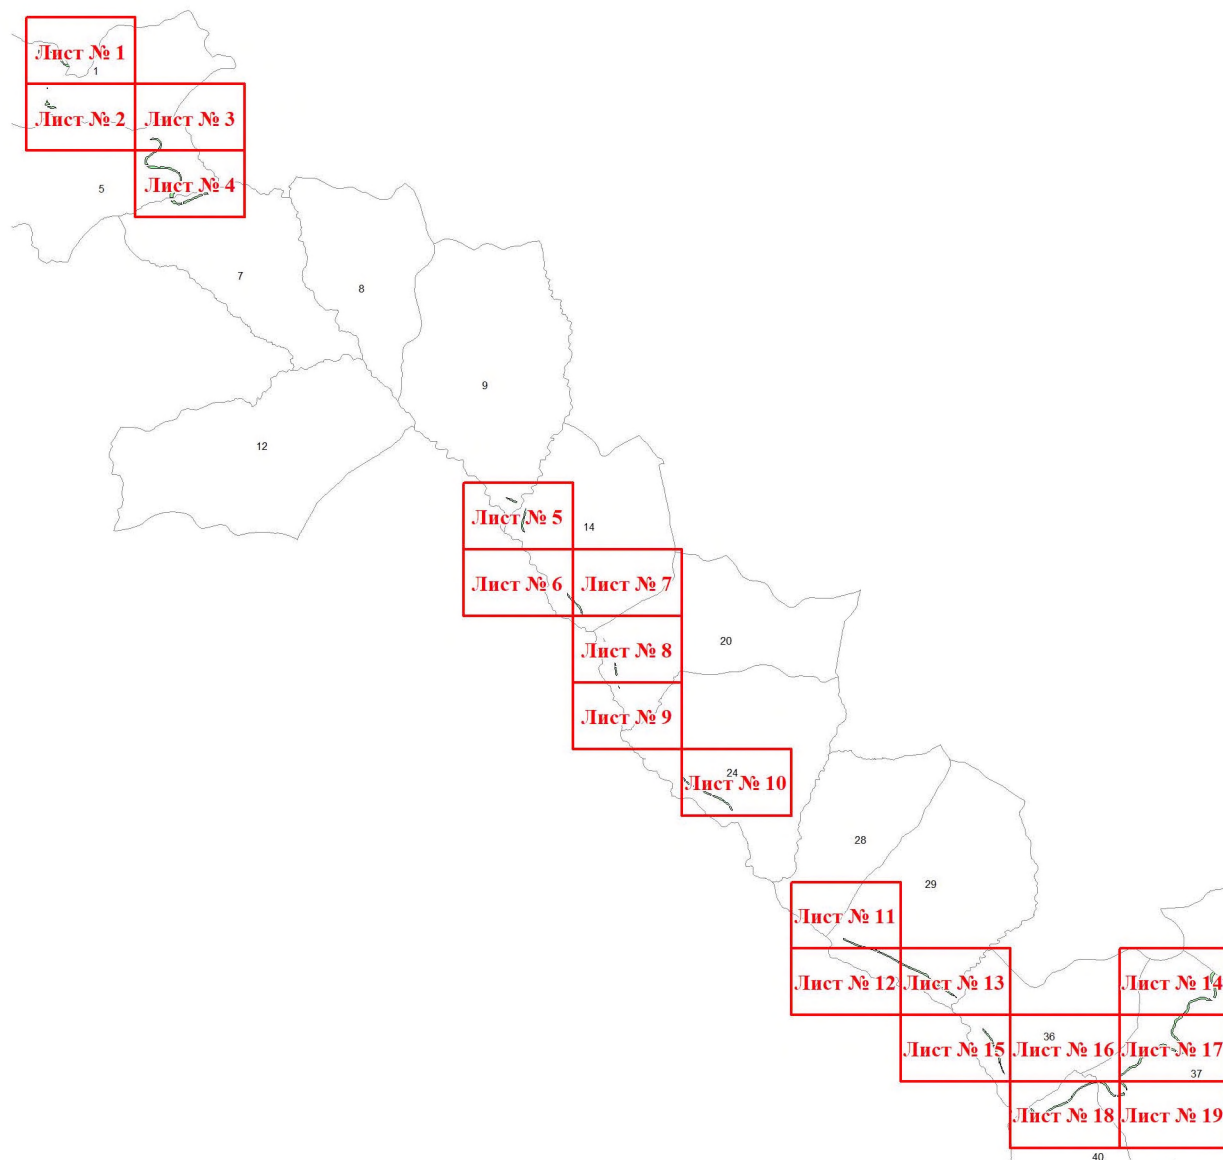 Лист № 1
1
Лист № 2
Лист № 3
Лист № 4
5
7
8
9
12
Лист № 5
14
Лист № 6
Лист № 7
20
Лист № 8
Лист № 9
24
Лист № 10
28
29
Лист № 11
Лист № 12
Лист № 13
Лист № 14
36
Лист № 15
Лист № 16
Лист № 17
37
Лист № 18
Лист № 19
40